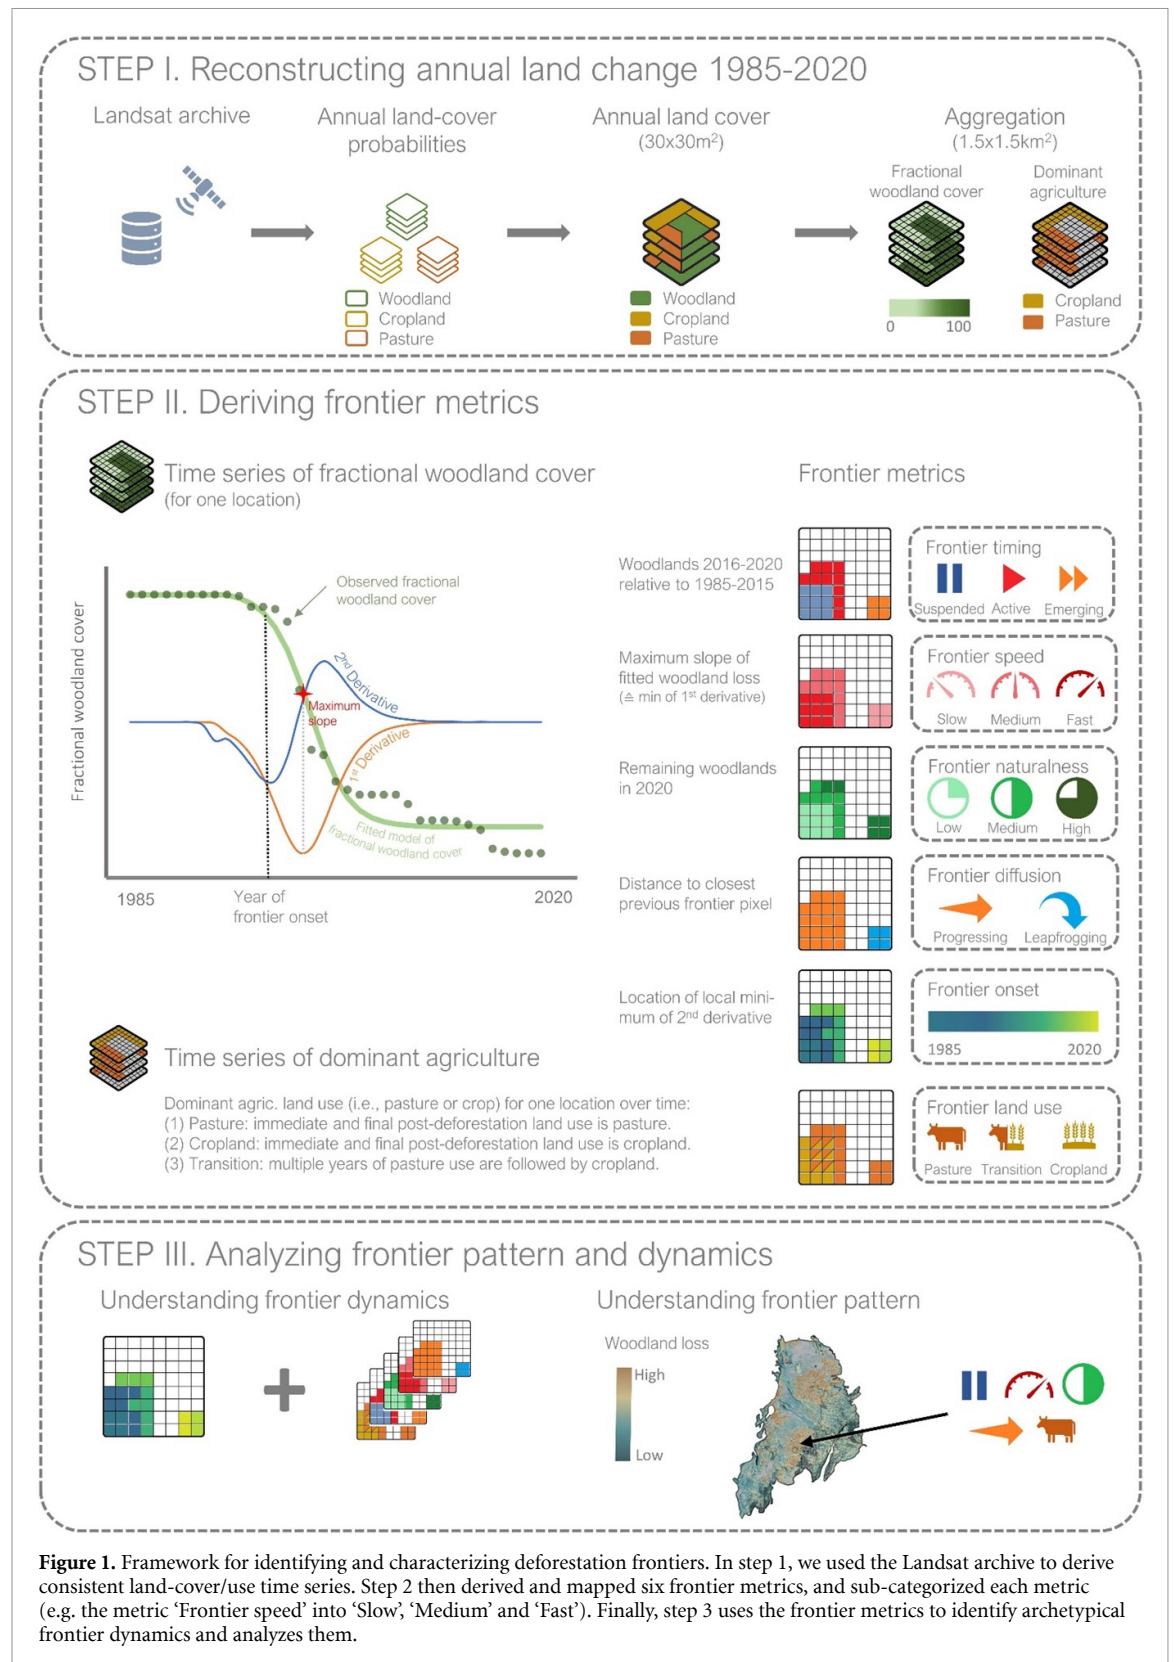 STEP I. Reconstructing annual land change 1985-2020
Landsat archive
Annual land-cover
probabilities
Woodland
Cropland
Pasture
Annual land cover
(30x30m²)
Woodland
Cropland
Pasture
Aggregation
(1.5x1.5km²)
Fractional
woodland cover
0 100
Dominant
agriculture
Cropland
Pasture
STEP II. Deriving frontier metrics
Time series of fractional woodland cover
(for one location)
Fractional woodland cover
Observed fractional
woodland cover
2nd Derivative
Maximum
slope
1st Derivative
Fitted model of
fractional woodland cover
1985
Year of
frontier onset
2020
Frontier metrics
Woodlands 2016-2020
relative to 1985-2015
Frontier timing
Suspended Active Emerging
Maximum slope of
fitted woodland loss
(≙ min of 1st derivative)
Frontier speed
Slow Medium Fast
Remaining woodlands
in 2020
Frontier naturalness
Low Medium High
Distance to closest
previous frontier pixel
Frontier diffusion
Progressing Leapfrogging
Location of local mini-
mum of 2nd derivative
Frontier onset
1985 2020
Time series of dominant agriculture
Dominant agric. land use (i.e., pasture or crop) for one location over time:
(1) Pasture: immediate and final post-deforestation land use is pasture.
(2) Cropland: immediate and final post-deforestation land use is cropland.
(3) Transition: multiple years of pasture use are followed by cropland.
Frontier land use
Pasture Transition Cropland
STEP III. Analyzing frontier pattern and dynamics
Understanding frontier dynamics
Understanding frontier pattern
Woodland loss
High
Low
Figure 1. Framework for identifying and characterizing deforestation frontiers. In step 1, we used the Landsat archive to derive
consistent land-cover/use time series. Step 2 then derived and mapped six frontier metrics, and sub-categorized each metric
(e.g. the metric ‘Frontier speed’ into ‘Slow’, ‘Medium’ and ‘Fast’). Finally, step 3 uses the frontier metrics to identify archetypical
frontier dynamics and analyzes them.